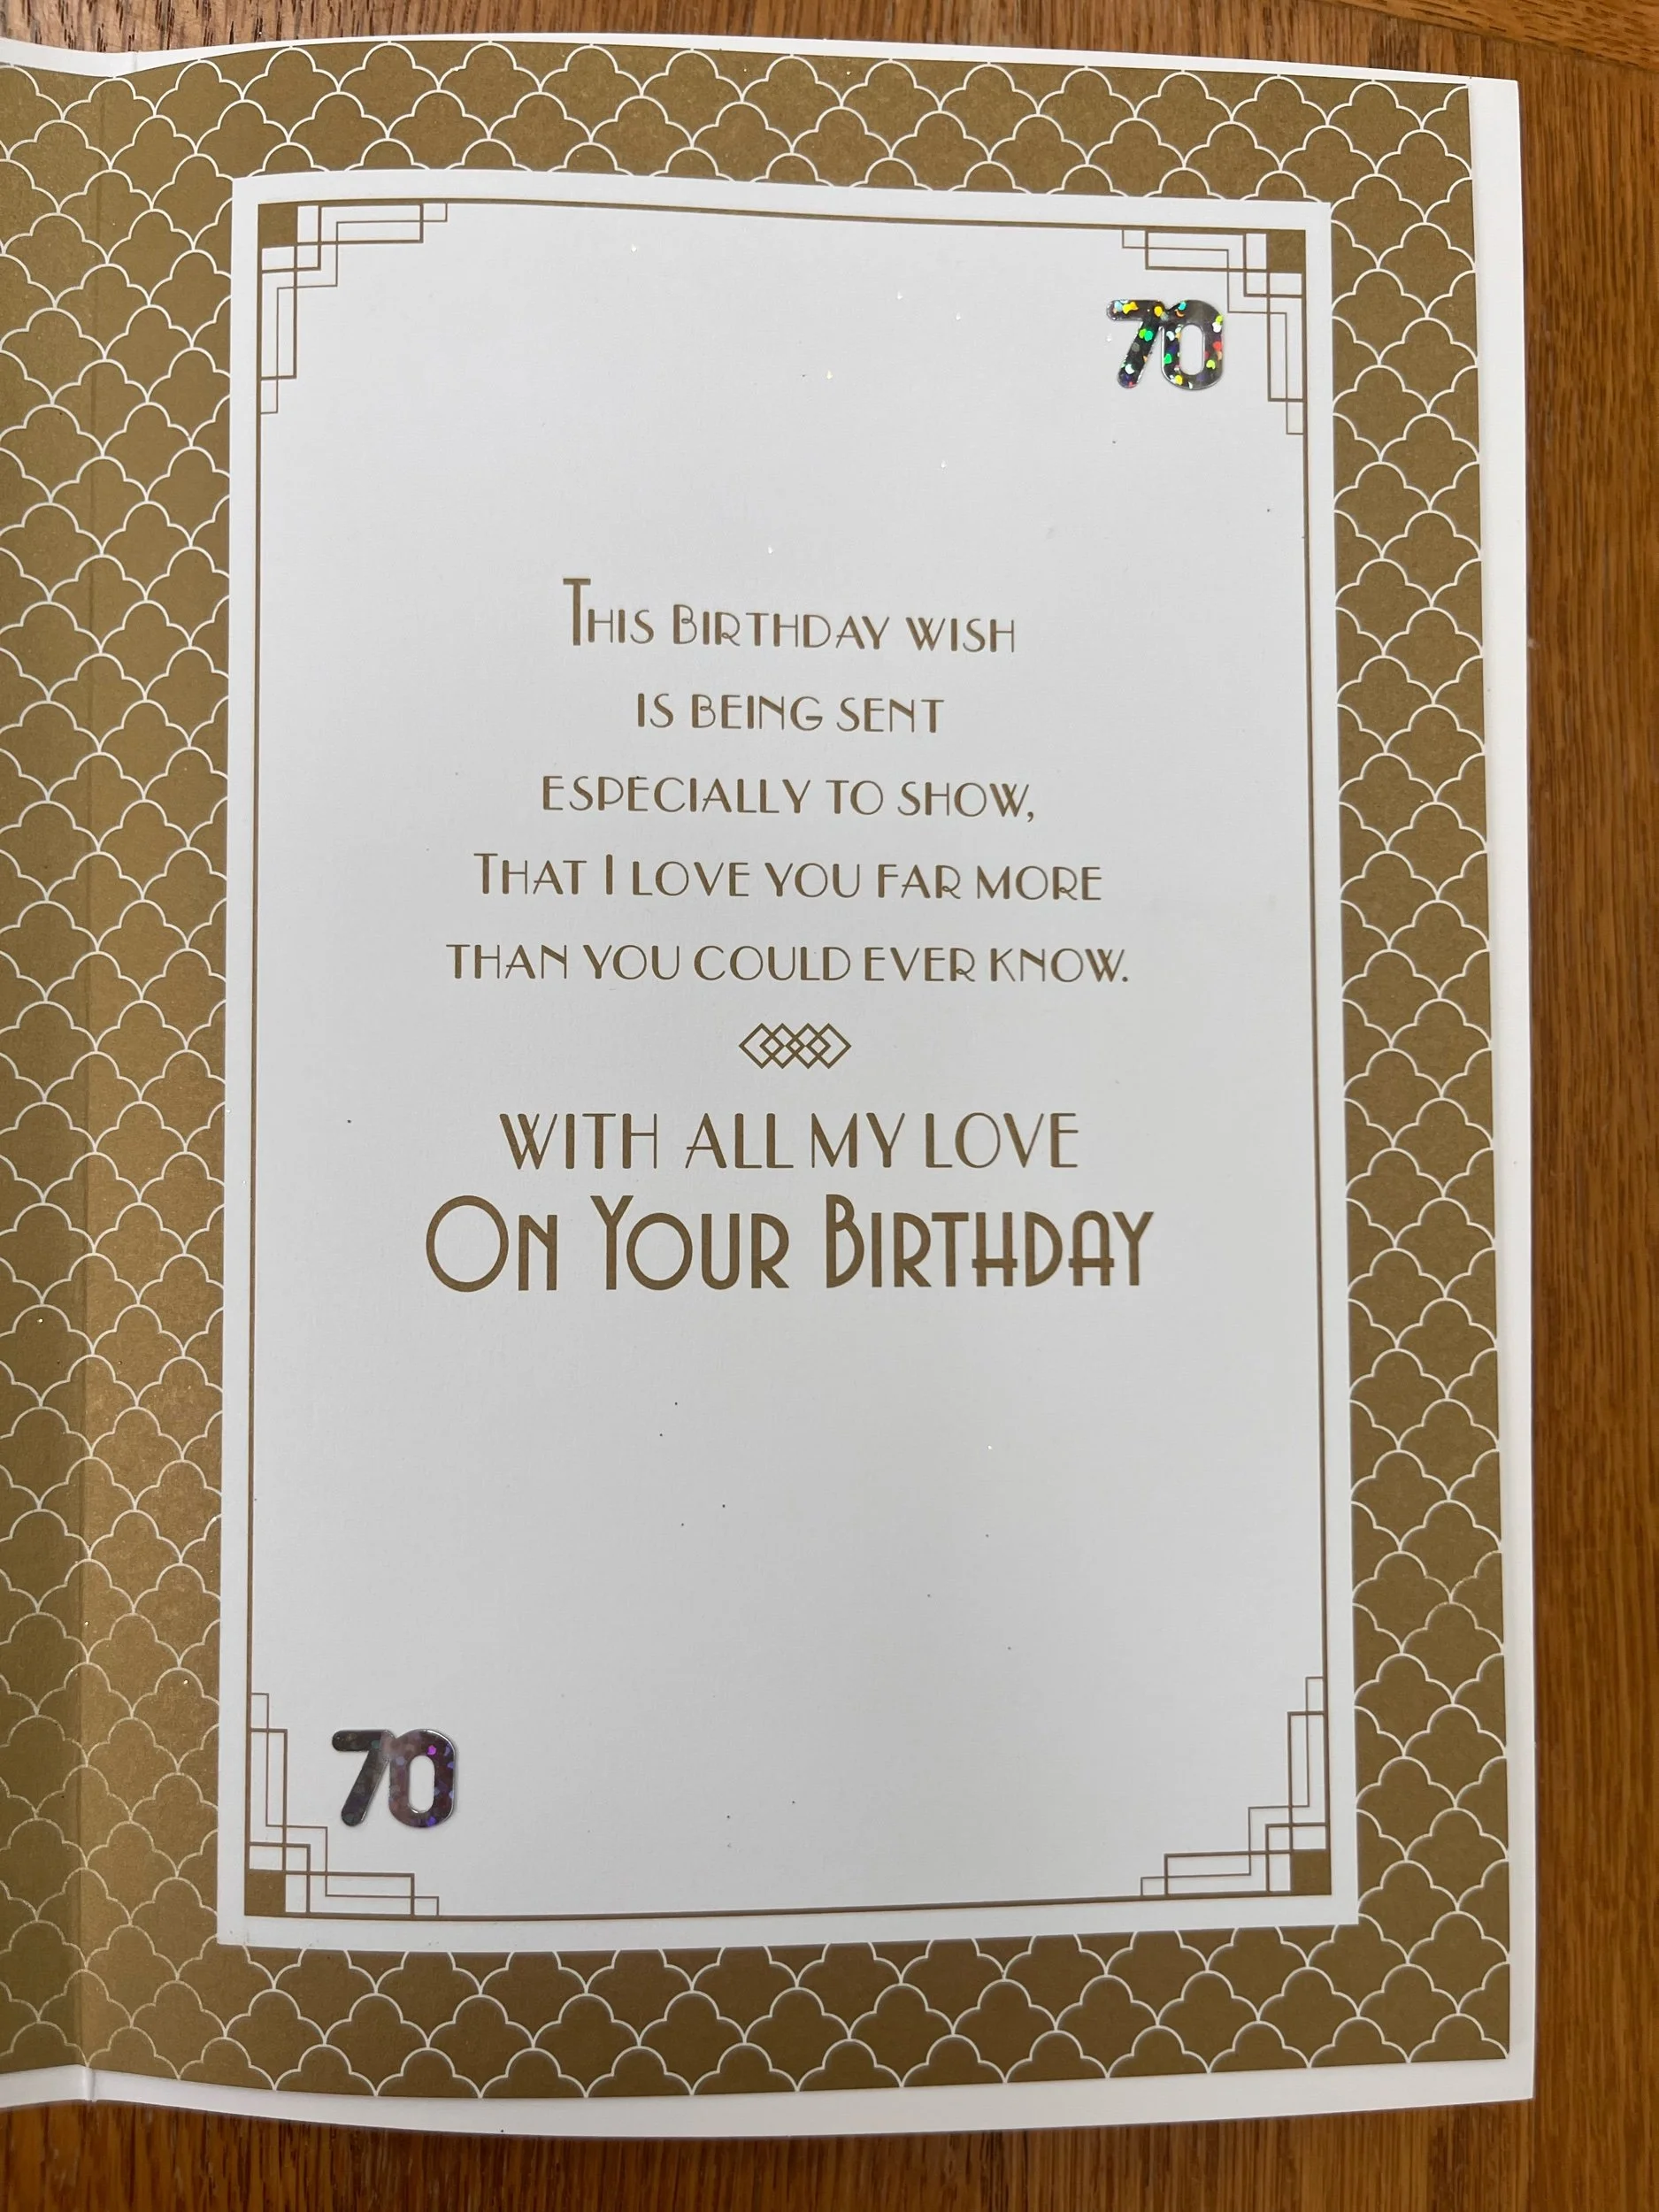 70
This Birthday wish
is being sent
especially to show,
That I love you far more
than you could ever know.
with all my love
On Your Birthday
70